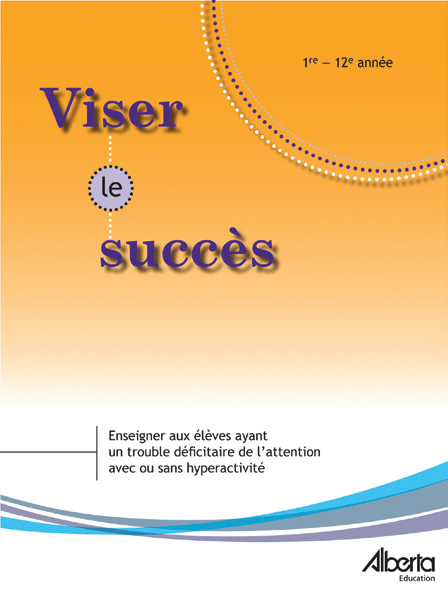 1re – 12e année
Viser
le
succès
Enseigner aux élèves ayant
un trouble déficitaire de l'attention
avec ou sans hyperactivité
Alberta
Education